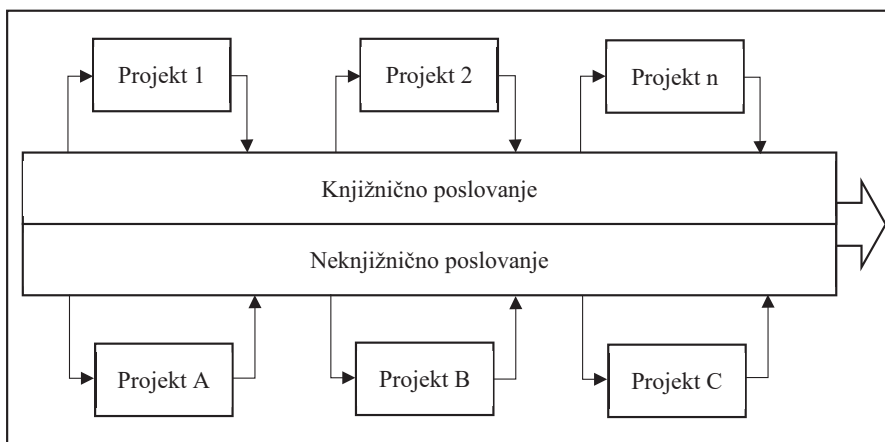 Projekt 1
Projekt 2
Projekt n
Knjižnično poslovanje
Neknjižnično poslovanje
Projekt A
Projekt B
Projekt C